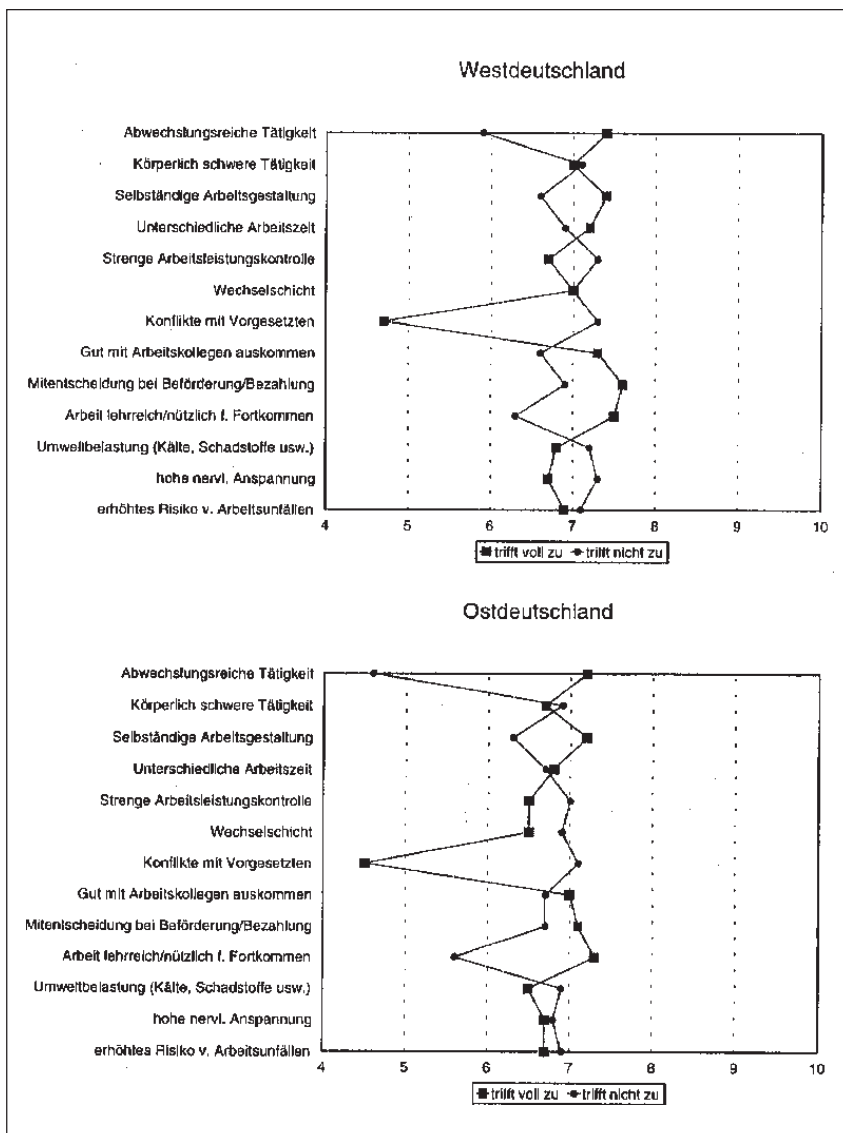 Westdeutschland
Abwechslungsreiche Tätigkeit
Körperlich schwere Tätigkeit
Selbständige Arbeitsgestaltung
Unterschiedliche Arbeitszeit
Strenge Arbeitsleistungskontrolle
Wechselschicht
Konflikte mit Vorgesetzten
Gut mit Arbeitskollegen auskommen
Mitentscheidung bei Beförderung/Bezahlung
Arbeit lehrreich/nützlich f. Fortkommen
Umweltbelastung (Kälte, Schadstoffe usw.)
hohe nervl. Anspannung
erhöhtes Risiko v. Arbeitsunfällen
4 5 6 7 8 9 10
trifft voll zu trifft nicht zu
Ostdeutschland
Abwechslungsreiche Tätigkeit
Körperlich schwere Tätigkeit
Selbständige Arbeitsgestaltung
Unterschiedliche Arbeitszeit
Strenge Arbeitsleistungskontrolle
Wechselschicht
Konflikte mit Vorgesetzten
Gut mit Arbeitskollegen auskommen
Mitentscheidung bei Beförderung/Bezahlung
Arbeit lehrreich/nützlich f. Fortkommen
Umweltbelastung (Kälte, Schadstoffe usw.)
hohe nervl. Anspannung
erhöhtes Risiko v. Arbeitsunfällen
4 5 6 7 8 9 10
trifft voll zu trifft nicht zu